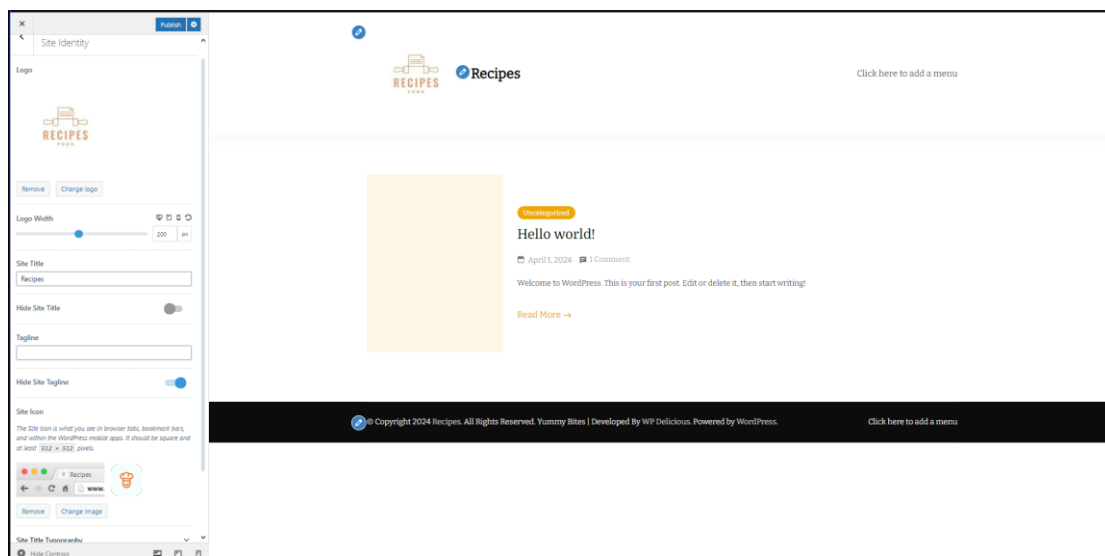 Publish
Site Identity
Logo
RECIPES
FOOD
Remove
Change logo
Logo Width
200
px
Site Title
Recipes
Hide Site Title
Tagline
Hide Site Tagline
Site Icon
The Site Icon is what you see in browser tabs, bookmark bars,
and within the WordPress mobile apps. It should be square and
at least 512 × 512 pixels.
Recipes
www.
Remove
Change image
Site Title Typography
Hide Controls
RECIPES
FOOD
Recipes
Click here to add a menu
Uncategorized
Hello world!
April 1, 2024 1 Comment
Welcome to WordPress. This is your first post. Edit or delete it, then start writing!
Read More →
© Copyright 2024 Recipes. All Rights Reserved. Yummy Bites | Developed By WP Delicious. Powered by WordPress.
Click here to add a menu